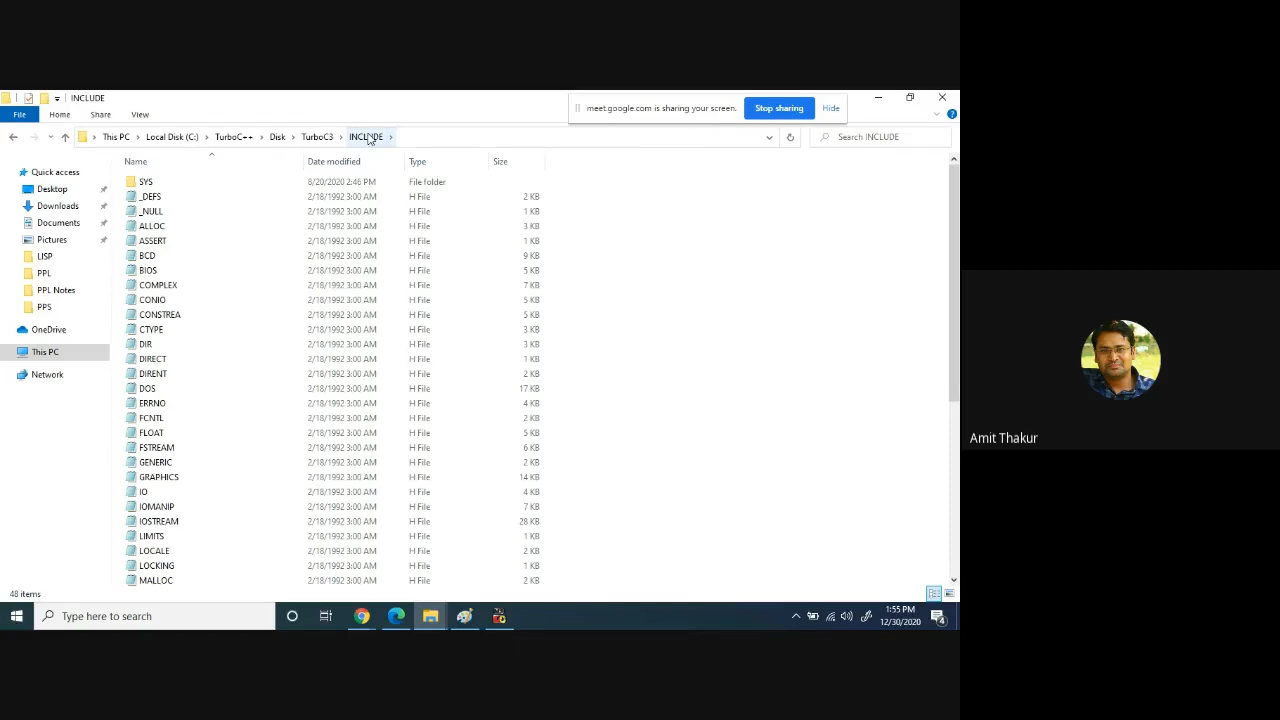 INCLUDE
meet.google.com is sharing your screen.
Stop sharing
Hide
File
Home
Share
View
This PC
Local Disk (C:)
TurboC++
Disk
TurboC3
INCLUDE
Search INCLUDE
Name
Date modified
Type
Size
Quick access
Desktop
Downloads
Documents
Pictures
LISP
PPL
PPL Notes
PPS
OneDrive
This PC
Network
SYS 8/20/2020 2:46 PM File folder
_DEFS 2/18/1992 3:00 AM H File 2 KB
_NULL 2/18/1992 3:00 AM H File 1 KB
ALLOC 2/18/1992 3:00 AM H File 3 KB
ASSERT 2/18/1992 3:00 AM H File 1 KB
BCD 2/18/1992 3:00 AM H File 9 KB
BIOS 2/18/1992 3:00 AM H File 5 KB
COMPLEX 2/18/1992 3:00 AM H File 7 KB
CONIO 2/18/1992 3:00 AM H File 5 KB
CONSTREA 2/18/1992 3:00 AM H File 5 KB
CTYPE 2/18/1992 3:00 AM H File 3 KB
DIR 2/18/1992 3:00 AM H File 3 KB
DIRECT 2/18/1992 3:00 AM H File 1 KB
DIRENT 2/18/1992 3:00 AM H File 2 KB
DOS 2/18/1992 3:00 AM H File 17 KB
ERRNO 2/18/1992 3:00 AM H File 4 KB
FCNTL 2/18/1992 3:00 AM H File 2 KB
FLOAT 2/18/1992 3:00 AM H File 5 KB
FSTREAM 2/18/1992 3:00 AM H File 6 KB
GENERIC 2/18/1992 3:00 AM H File 2 KB
GRAPHICS 2/18/1992 3:00 AM H File 14 KB
IO 2/18/1992 3:00 AM H File 4 KB
IOMANIP 2/18/1992 3:00 AM H File 7 KB
IOSTREAM 2/18/1992 3:00 AM H File 28 KB
LIMITS 2/18/1992 3:00 AM H File 1 KB
LOCALE 2/18/1992 3:00 AM H File 2 KB
LOCKING 2/18/1992 3:00 AM H File 1 KB
MALLOC 2/18/1992 3:00 AM H File 2 KB
48 items
Type here to search
1:55 PM
12/30/2020
4
Amit Thakur